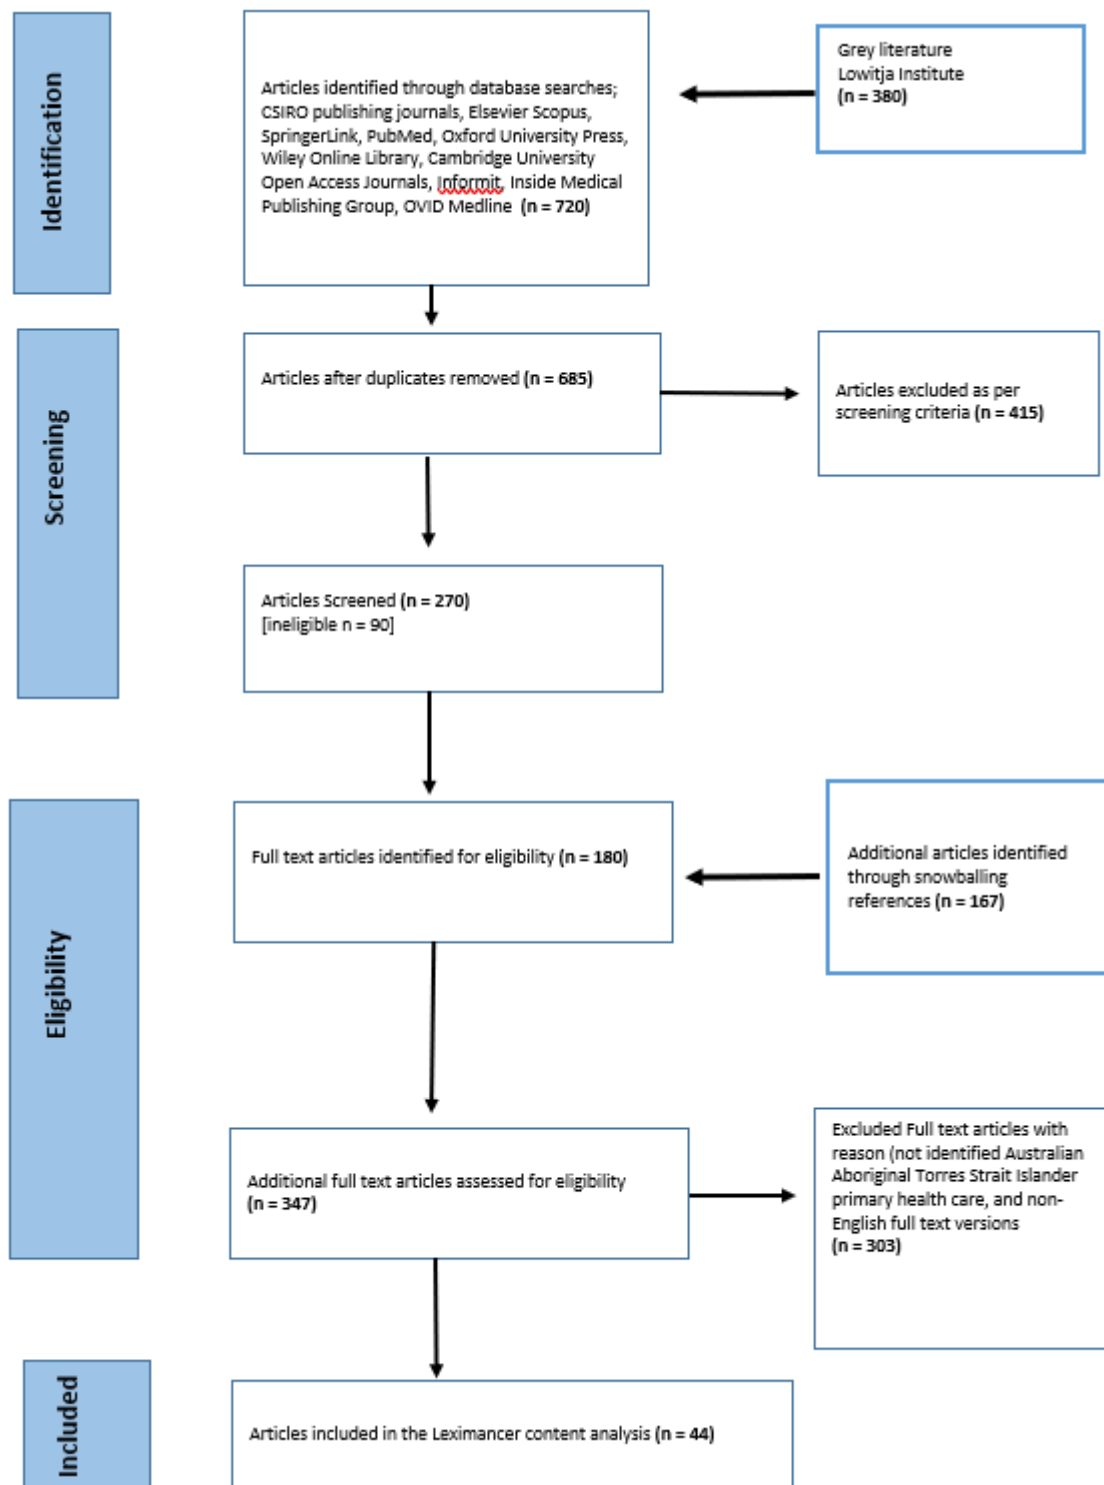 Identification
Articles identified through database searches;
CSIRO publishing journals, Elsevier Scopus,
SpringerLink, PubMed, Oxford University Press,
Wiley Online Library, Cambridge University
Open Access Journals, Informit, Inside Medical
Publishing Group, OVID Medline (n = 720)
Grey literature
Lowitja Institute
(n = 380)
Screening
Articles after duplicates removed (n = 685)
Articles excluded as per
screening criteria (n = 415)
Articles Screened (n = 270)
[ineligible n = 90]
Eligibility
Full text articles identified for eligibility (n = 180)
Additional articles identified
through snowballing
references (n = 167)
Additional full text articles assessed for eligibility
(n = 347)
Excluded Full text articles with
reason (not identified Australian
Aboriginal Torres Strait Islander
primary health care, and non-
English full text versions
(n = 303)
Included
Articles included in the Leximancer content analysis (n = 44)